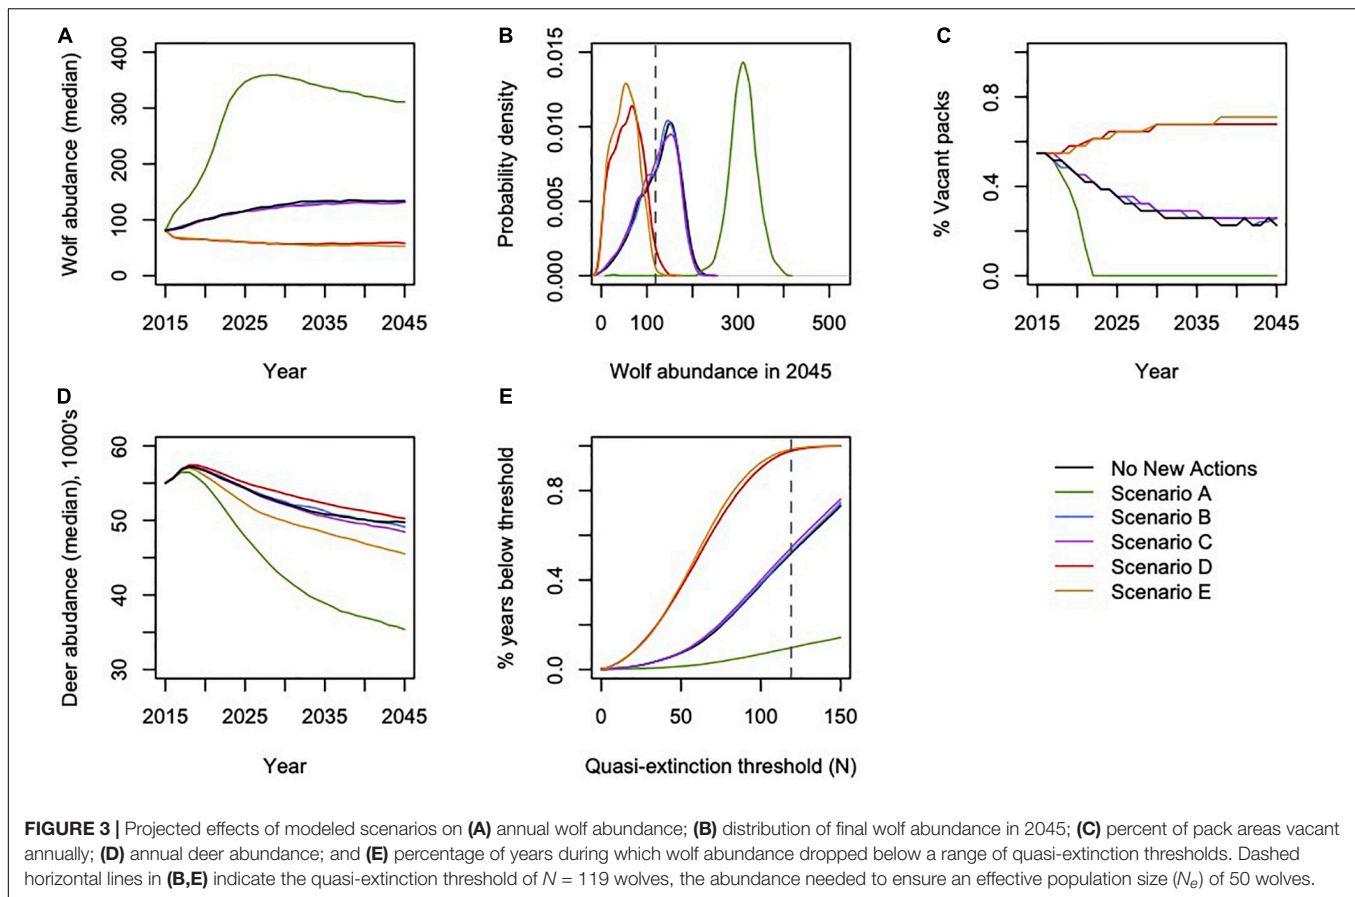 A
Wolf abudance (median)
400
300
200
100
0
2015 2025 2035 2045
Year
B
Probability density
0.015
0.010
0.005
0.000
0 100 300 500
Wolf abundance in 2045
C
% Vacant packs
0.8
0.4
0.0
2015 2025 2035 2045
Year
D
Deer abudance (median), 1000's
60
50
40
30
2015 2025 2035 2045
Year
E
% years below threshold
0.8
0.4
0.0
0 50 100 150
Quasi-extinction threshold (N)
No New Actions
Scenario A
Scenario B
Scenario C
Scenario D
Scenario E
FIGURE 3 | Projected effects of modeled scenarios on (A) annual wolf abundance; (B) distribution of final wolf abundance in 2045; (C) percent of pack areas vacant
annually; (D) annual deer abundance; and (E) percentage of years during which wolf abundance dropped below a range of quasi-extinction thresholds. Dashed
horizontal lines in (B,E) indicate the quasi-extinction threshold of N = 119 wolves, the abundance needed to ensure an effective population size (Ne) of 50 wolves.